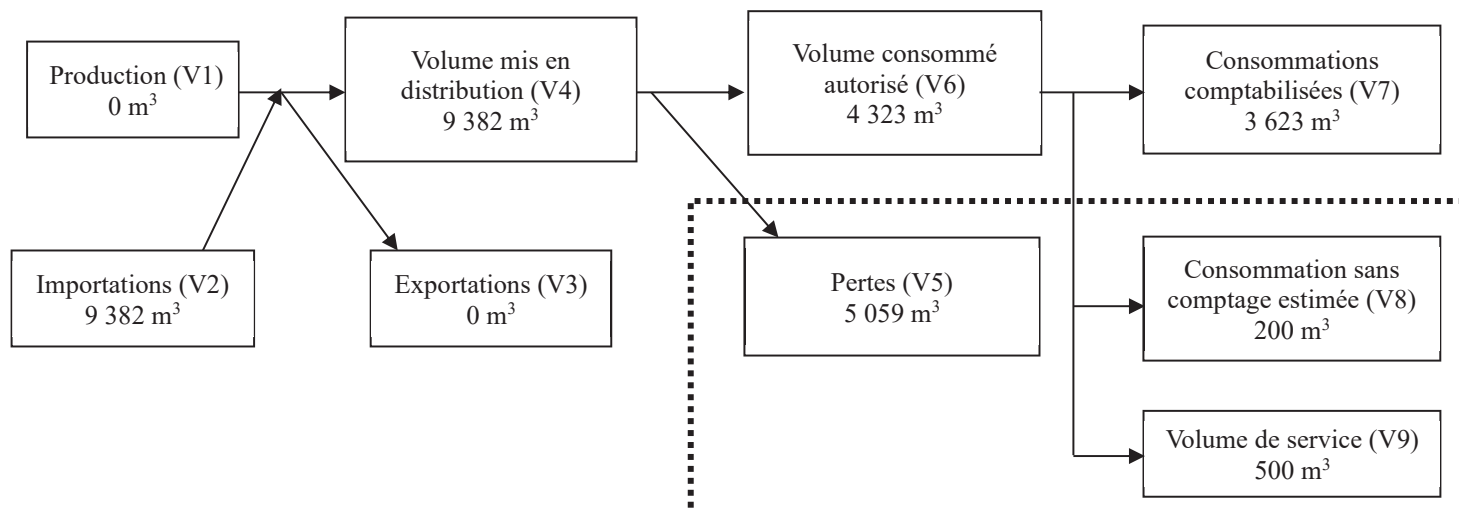 Production (V1)
0 m³
Volume mis en
distribution (V4)
9 382 m³
Volume consommé
autorisé (V6)
4 323 m³
Consommations
comptabilisées (V7)
3 623 m³
Importations (V2)
9 382 m³
Exportations (V3)
0 m³
Pertes (V5)
5 059 m³
Consommation sans
comptage estimée (V8)
200 m³
Volume de service (V9)
500 m³